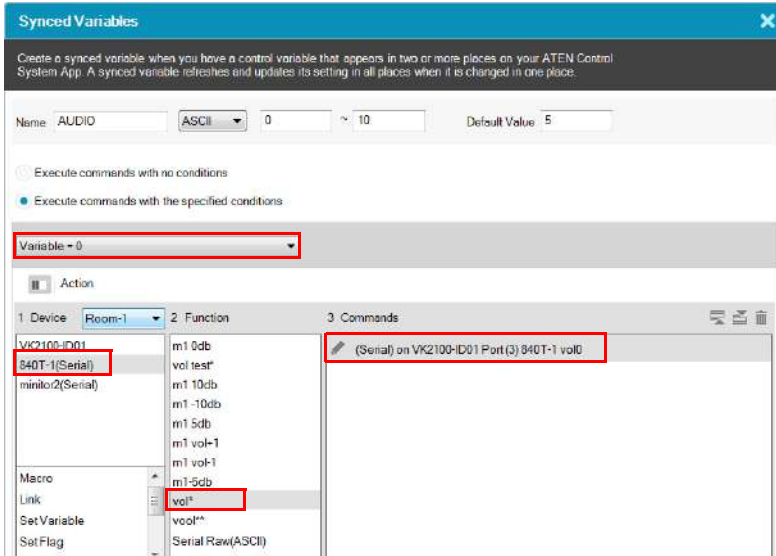 Synced Variables
Create a synced variable when you have a control variable that appears in two or more places on your ATEN Control
System App. A synced variable refreshes and updates its setting in all places when it is changed in one place.
Name AUDIO ASCII 0 ~ 10 Default Value 5
Execute commands with no conditions
Execute commands with the specified conditions
Variable = 0
Action
1 Device Room-1 2 Function 3 Commands
VK2100-ID01 m1 0db (Serial) on VK2100-ID01 Port (3) 840T-1 vol0
840T-1(Serial) vol test*
minitor2(Serial) m1 10db
m1 -10db
m1 5db
m1 vol+1
m1 vol-1
Macro m1-5db
Link vol*
Set Variable vool**
Set Flag Serial Raw(ASCII)